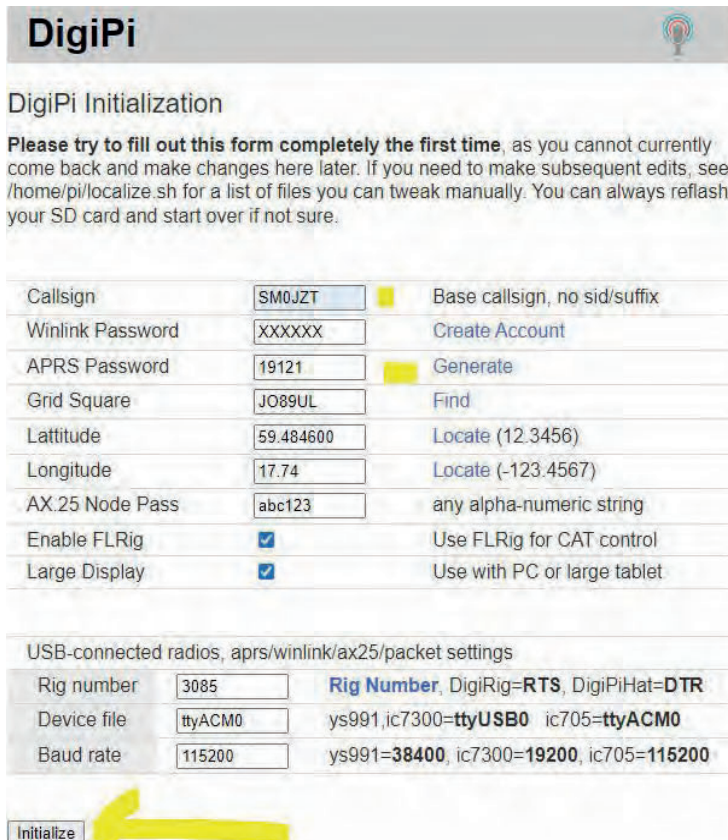 DigiPi
DigiPi Initialization
Please try to fill out this form completely the first time, as you cannot currently
come back and make changes here later. If you need to make subsequent edits, see
/home/pi/localize.sh for a list of files you can tweak manually. You can always reflash
your SD card and start over if not sure.
Callsign SM0JZT Base callsign, no sid/suffix
Winlink Password XXXXXX Create Account
APRS Password 19121 Generate
Grid Square JO89UL Find
Lattitude 59.484600 Locate (12.3456)
Longitude 17.74 Locate (-123.4567)
AX.25 Node Pass abc123 any alpha-numeric string
Enable FLRig Use FLRig for CAT control
Large Display Use with PC or large tablet
USB-connected radios, aprs/winlink/ax25/packet settings
Rig number 3085 Rig Number, DigiRig=RTS, DigiPiHat=DTR
Device file ttyACM0 ys991,ic7300=ttyUSB0 ic705=ttyACM0
Baud rate 115200 ys991=38400, ic7300=19200, ic705=115200
Initialize